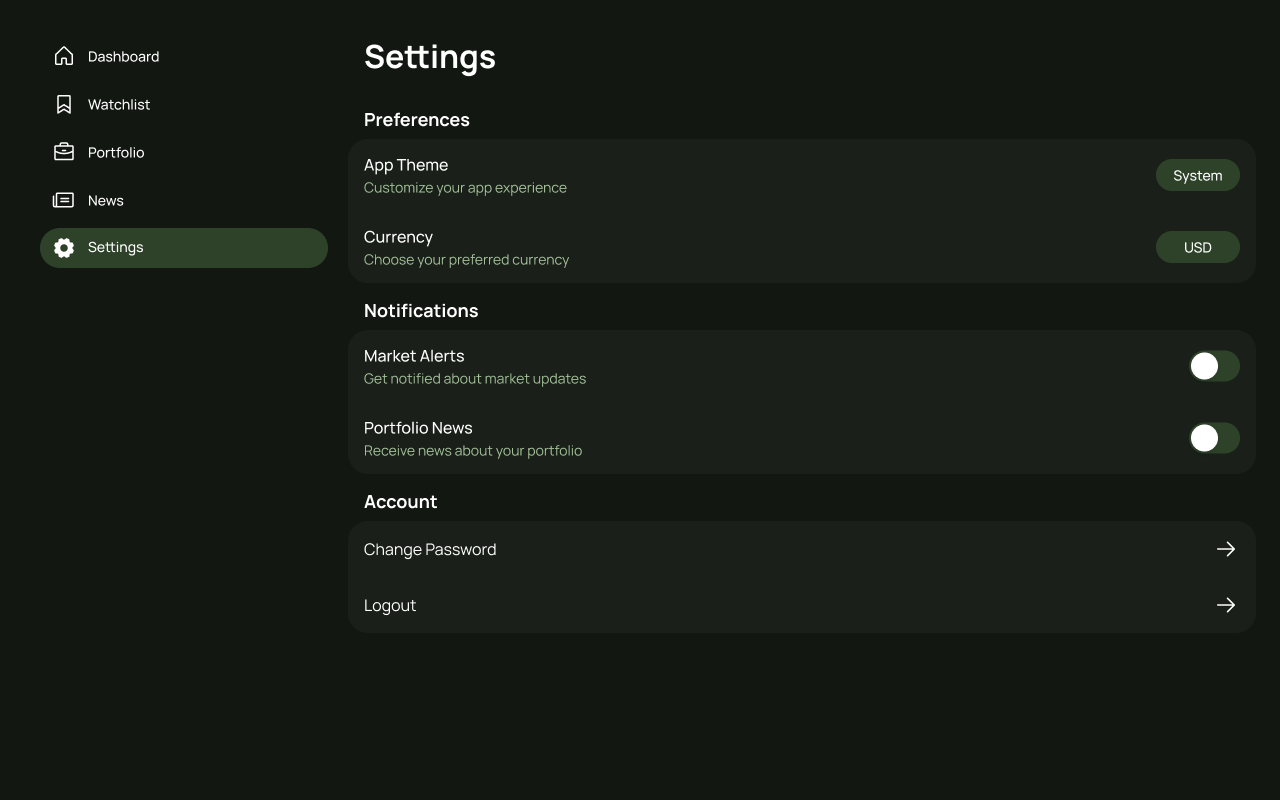 Dashboard
Watchlist
Portfolio
News
Settings
Settings
Preferences
App Theme
Customize your app experience
System
Currency
Choose your preferred currency
USD
Notifications
Market Alerts
Get notified about market updates
Portfolio News
Receive news about your portfolio
Account
Change Password
Logout